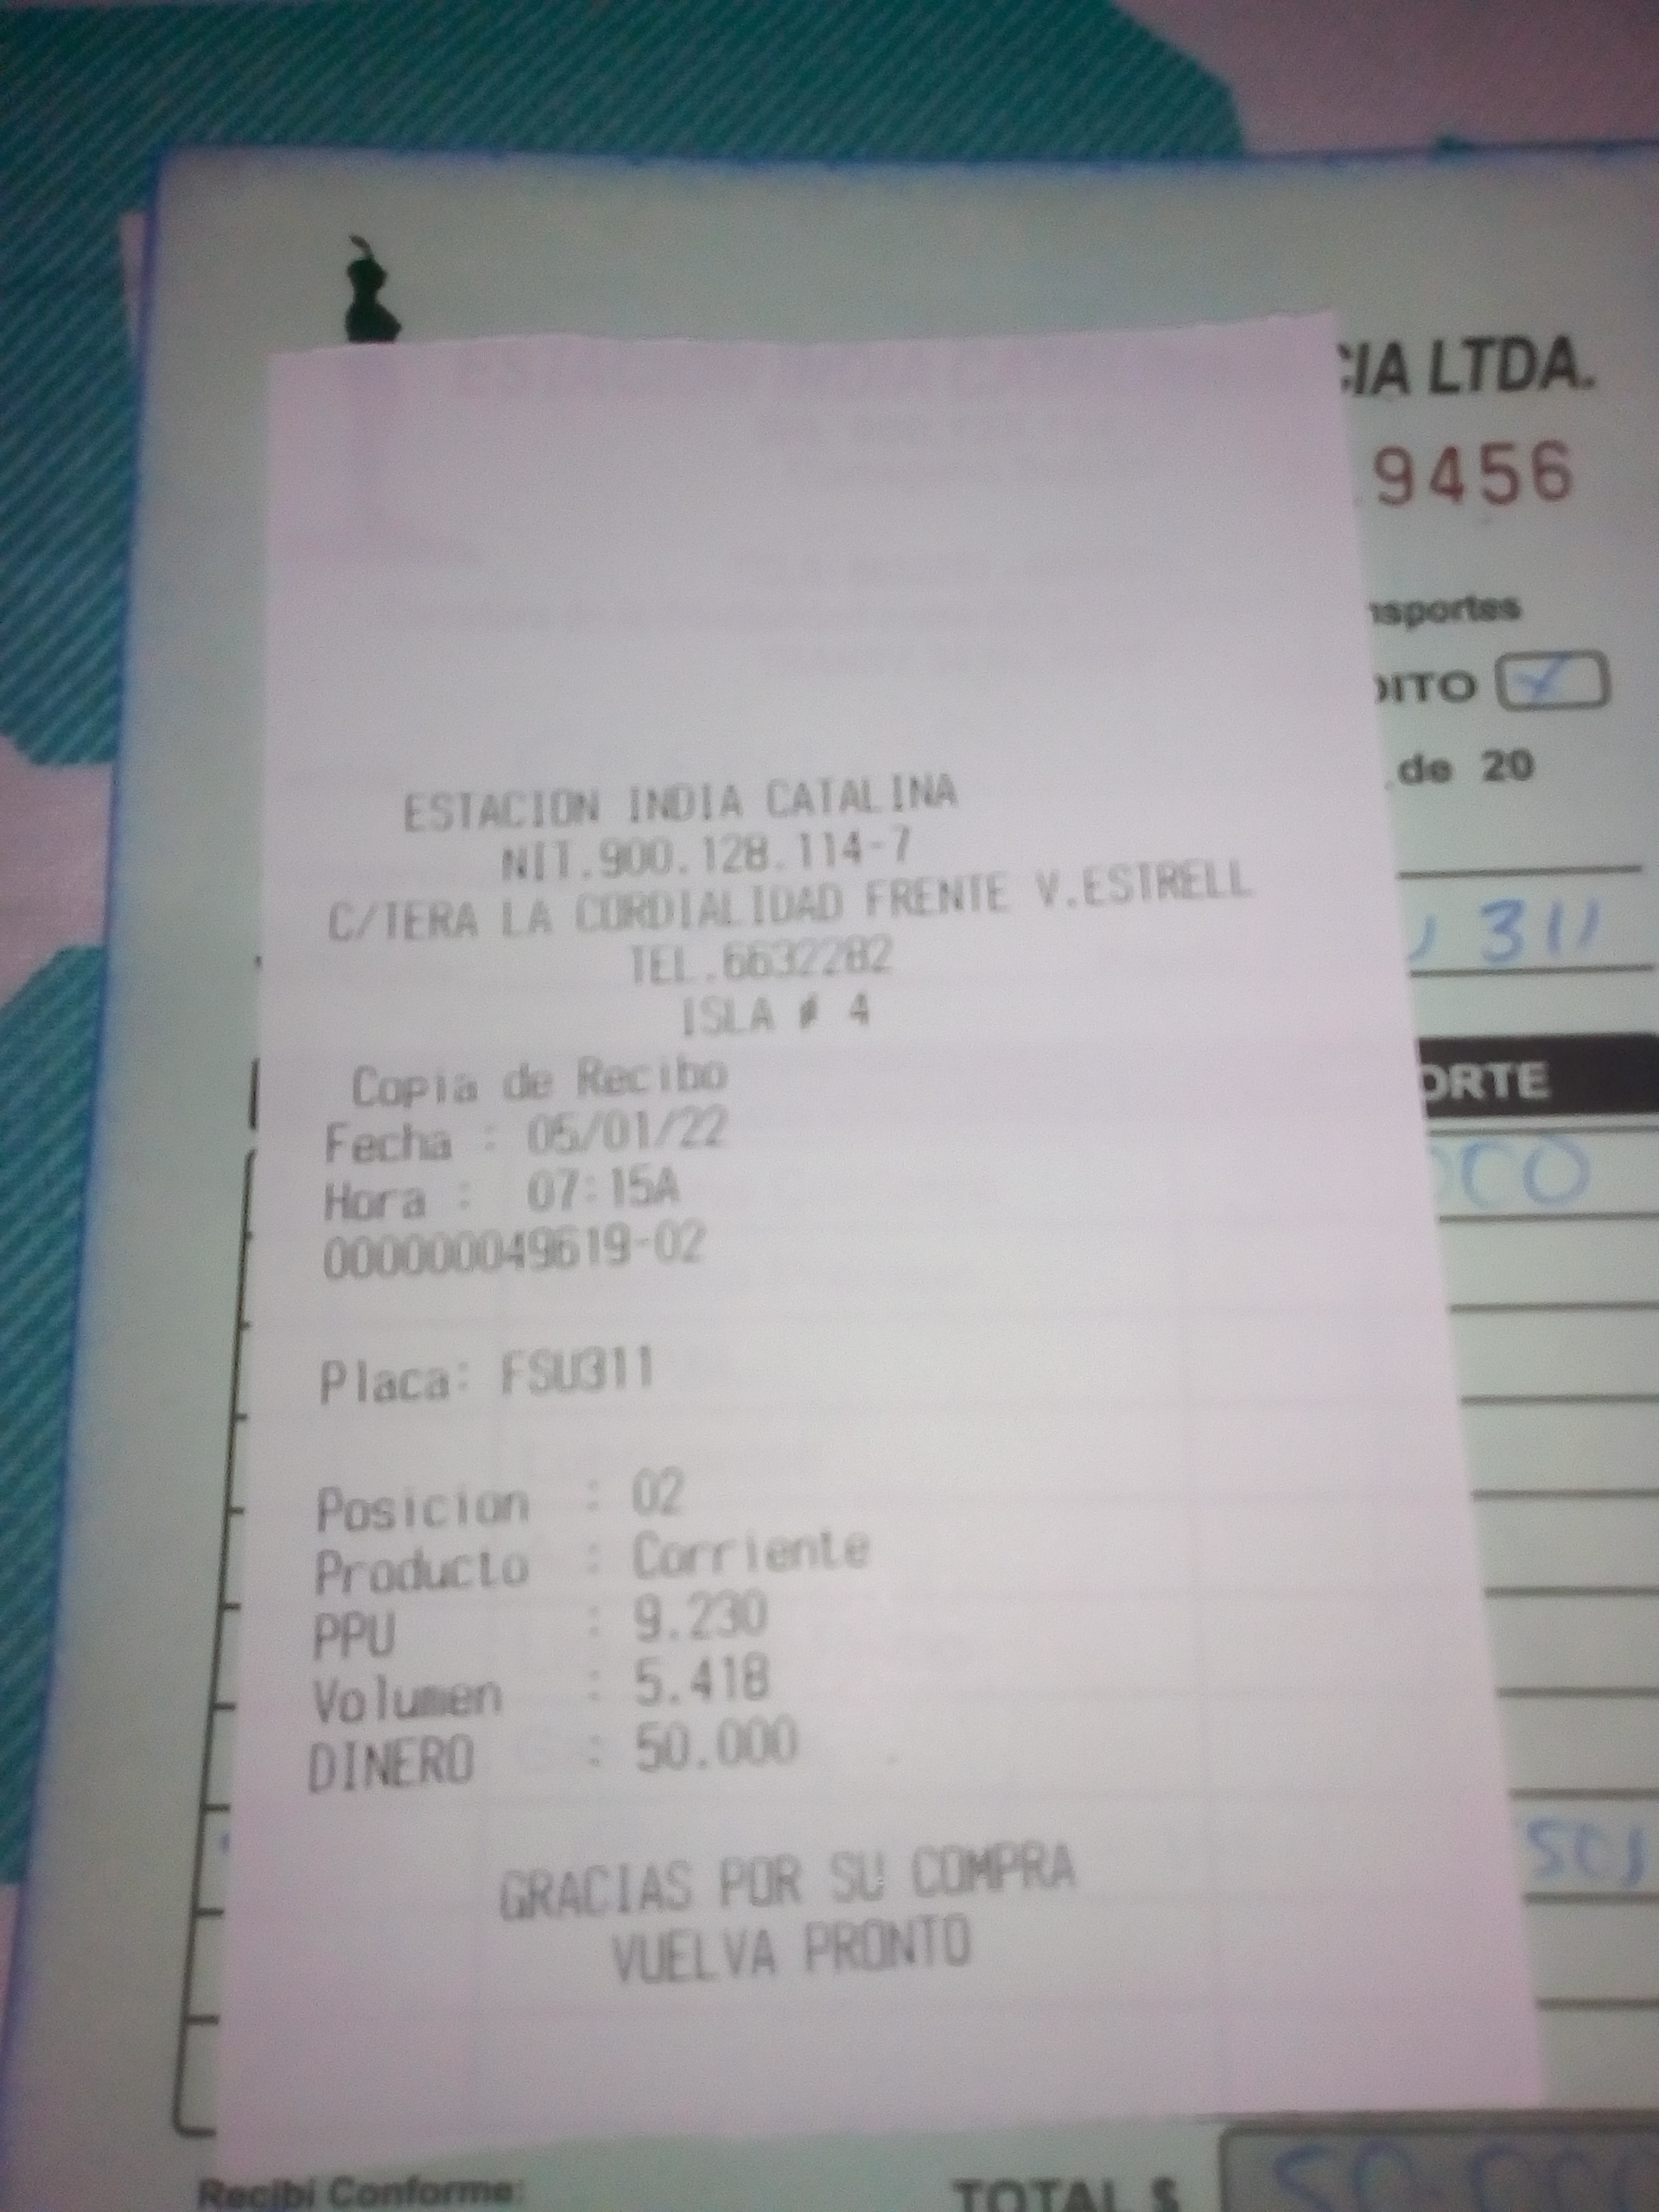 CIA LTDA.
9456
nsportes
DITO
de 20
311
ORTE
ESTACION INDIA CATALINA
NIT.900.128.114-7
C/TERA LA CORDIALIDAD FRENTE V.ESTRELL
TEL.6632282
ISLA # 4
Copia de Recibo
Fecha : 05/01/22
Hora : 07:15A
000000049619-02
Placa: FSU311
Posicion : 02
Producto : Corriente
PPU : 9.230
Volumen : 5.418
DINERO : 50.000
GRACIAS POR SU COMPRA
VUELVA PRONTO
Recibi Conforme:
TOTAL $